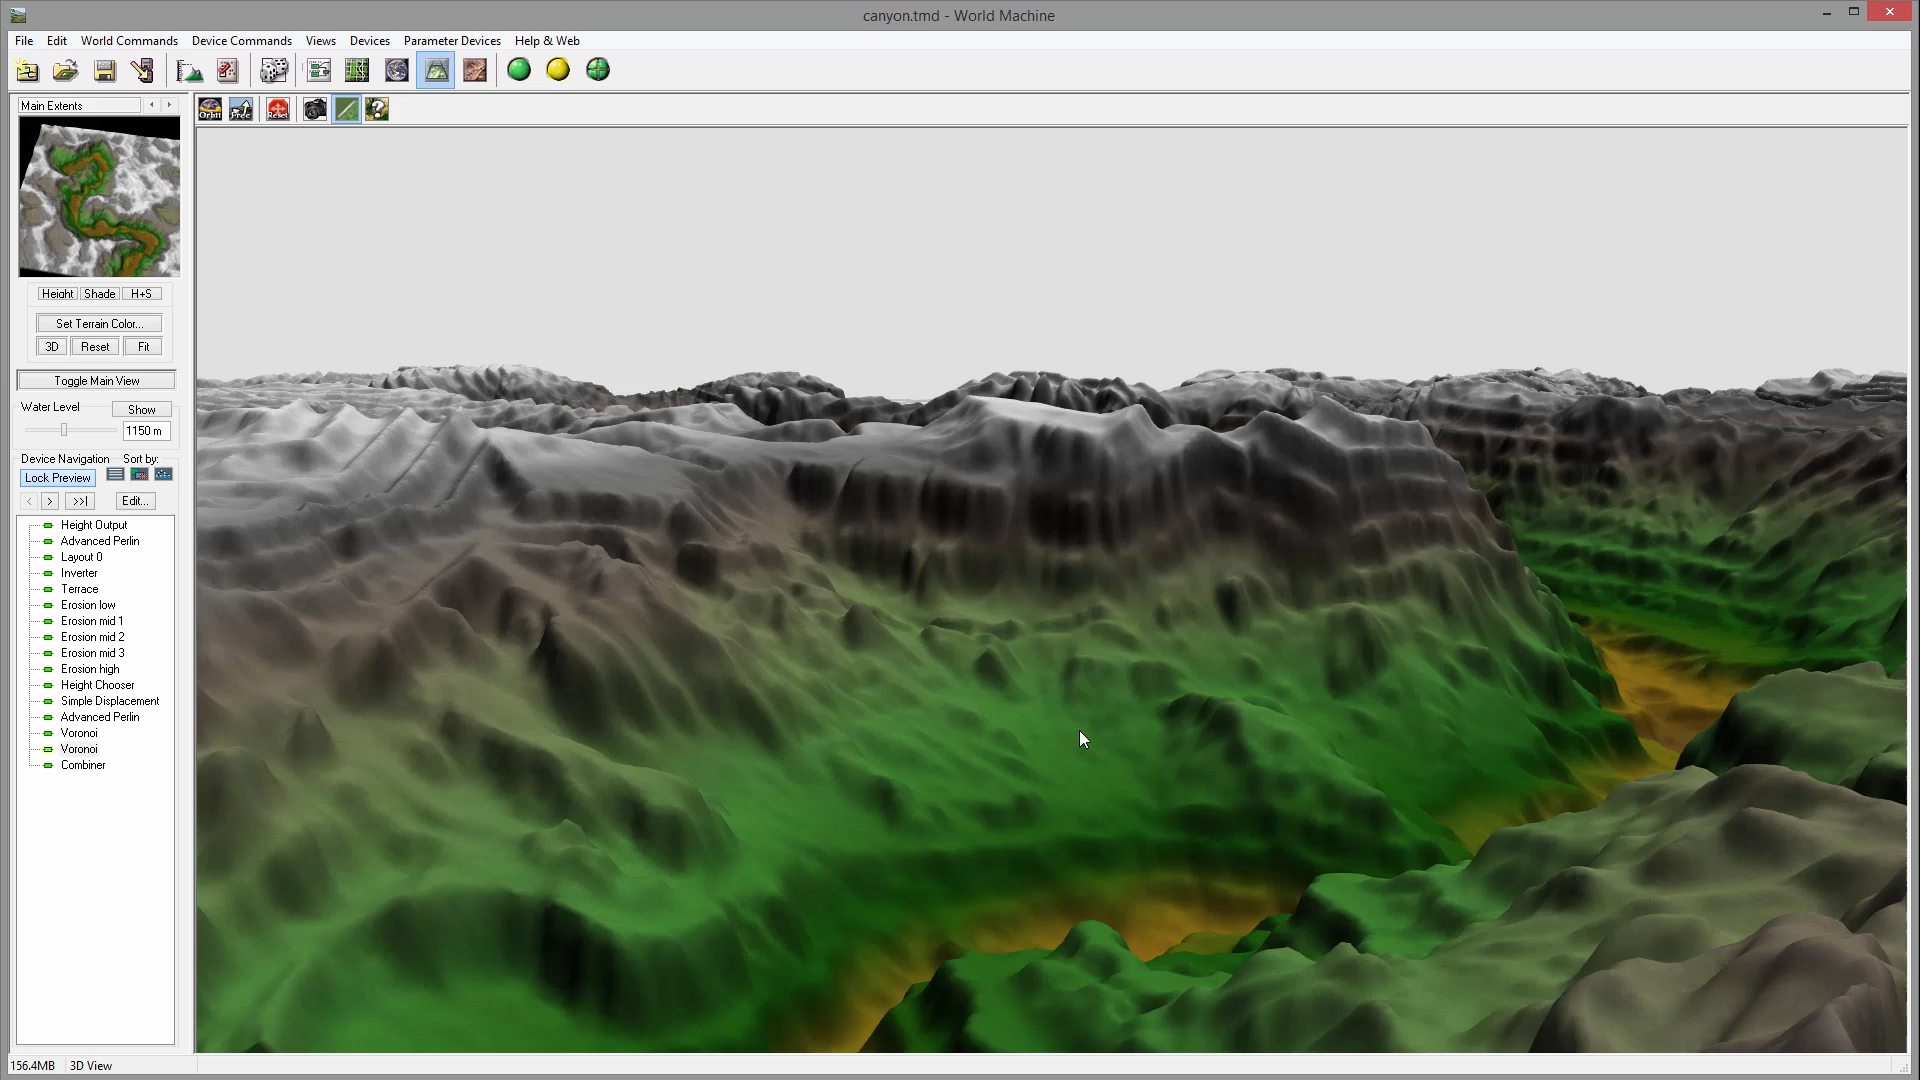 canyon.tmd - World Machine
File Edit World Commands Device Commands Views Devices Parameter Devices Help & Web
Main Extents
Orbit Free Reset
Height Shade H+S
Set Terrain Color...
3D Reset Fit
Toggle Main View
Water Level Show
1150 m
Device Navigation Sort by:
Lock Preview
< > >>| Edit...
Height Output
Advanced Perlin
Layout 0
Inverter
Terrace
Erosion low
Erosion mid 1
Erosion mid 2
Erosion mid 3
Erosion high
Height Chooser
Simple Displacement
Advanced Perlin
Voronoi
Voronoi
Combiner
156.4MB 3D View